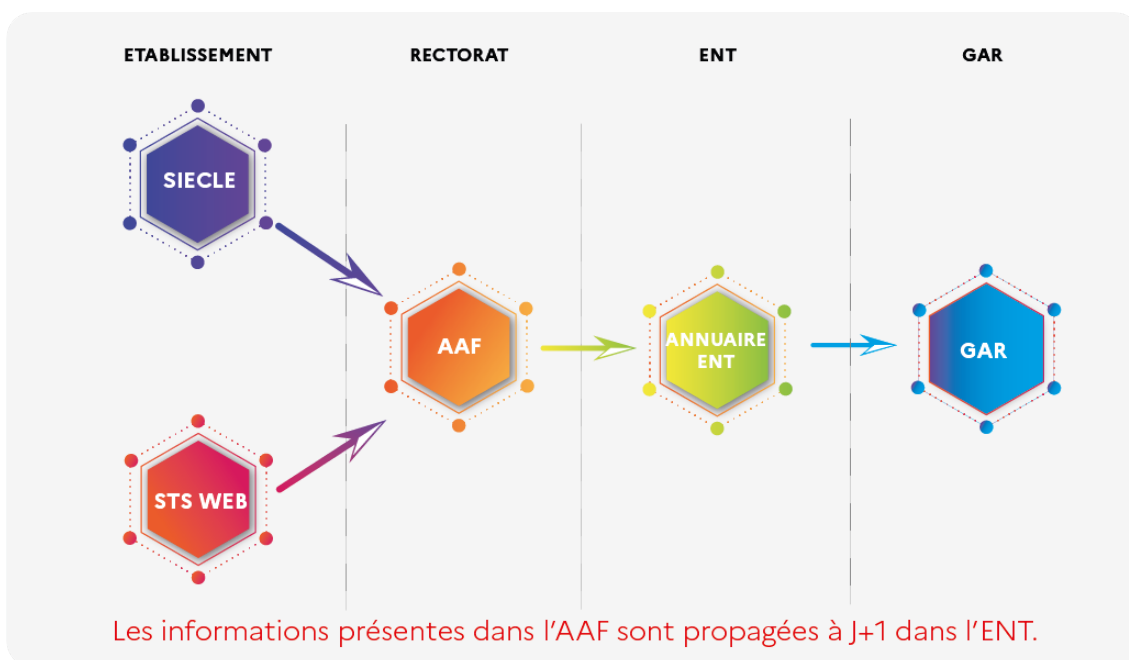 ETABLISSEMENT RECTORAT ENT GAR
SIECLE
AAF
ANNUAIRE
ENT
GAR
STS WEB
Les informations présentes dans l'AAF sont propagées à J+1 dans l'ENT.